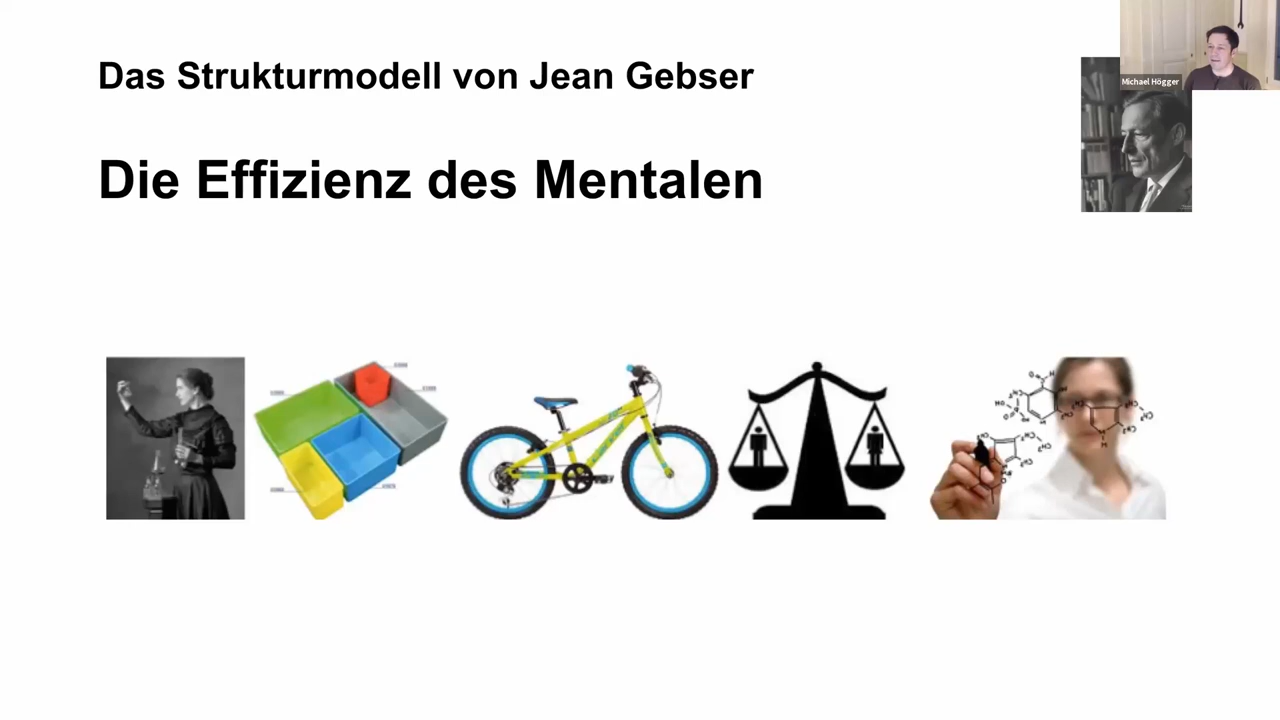 Das Strukturmodell von Jean Gebser
Michael Högger
Die Effizienz des Mentalen